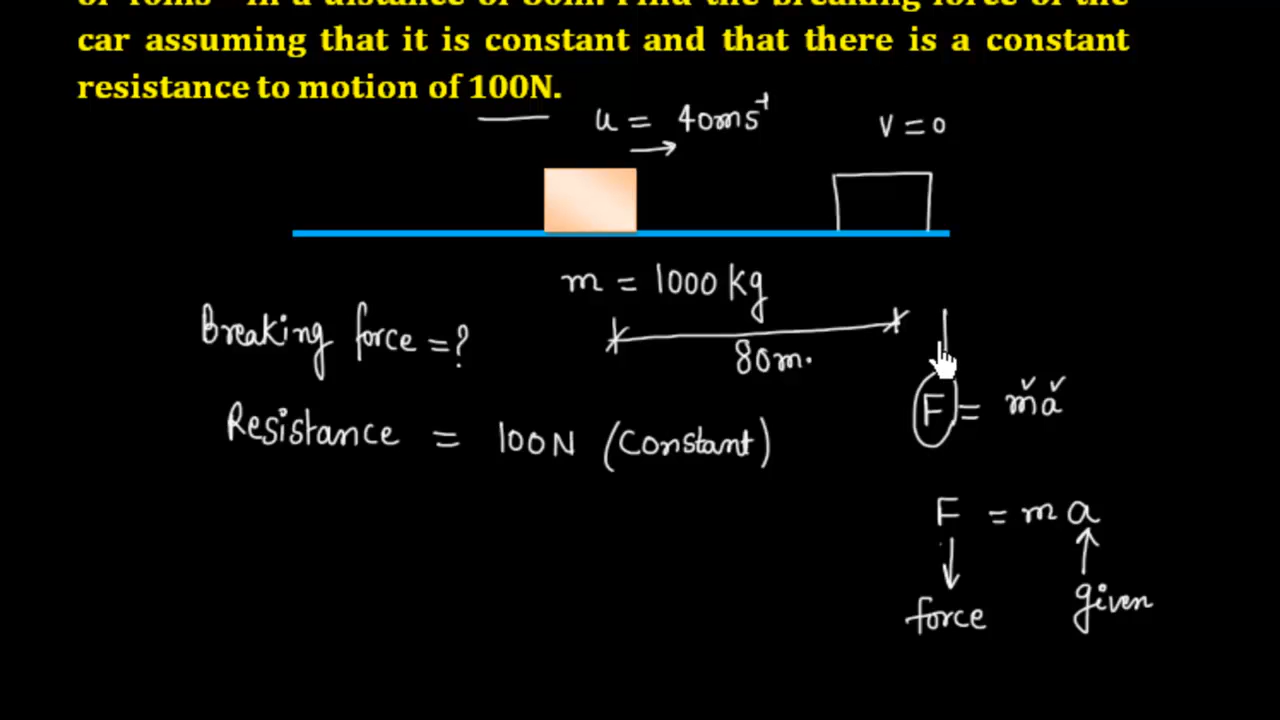 car assuming that it is constant and that there is a constant
resistance to motion of 100N.
u = 40ms⁻¹
v = 0
m = 1000 kg
Breaking force = ?
80m.
F = ma
Resistance = 100N (Constant)
F = m a
force
given